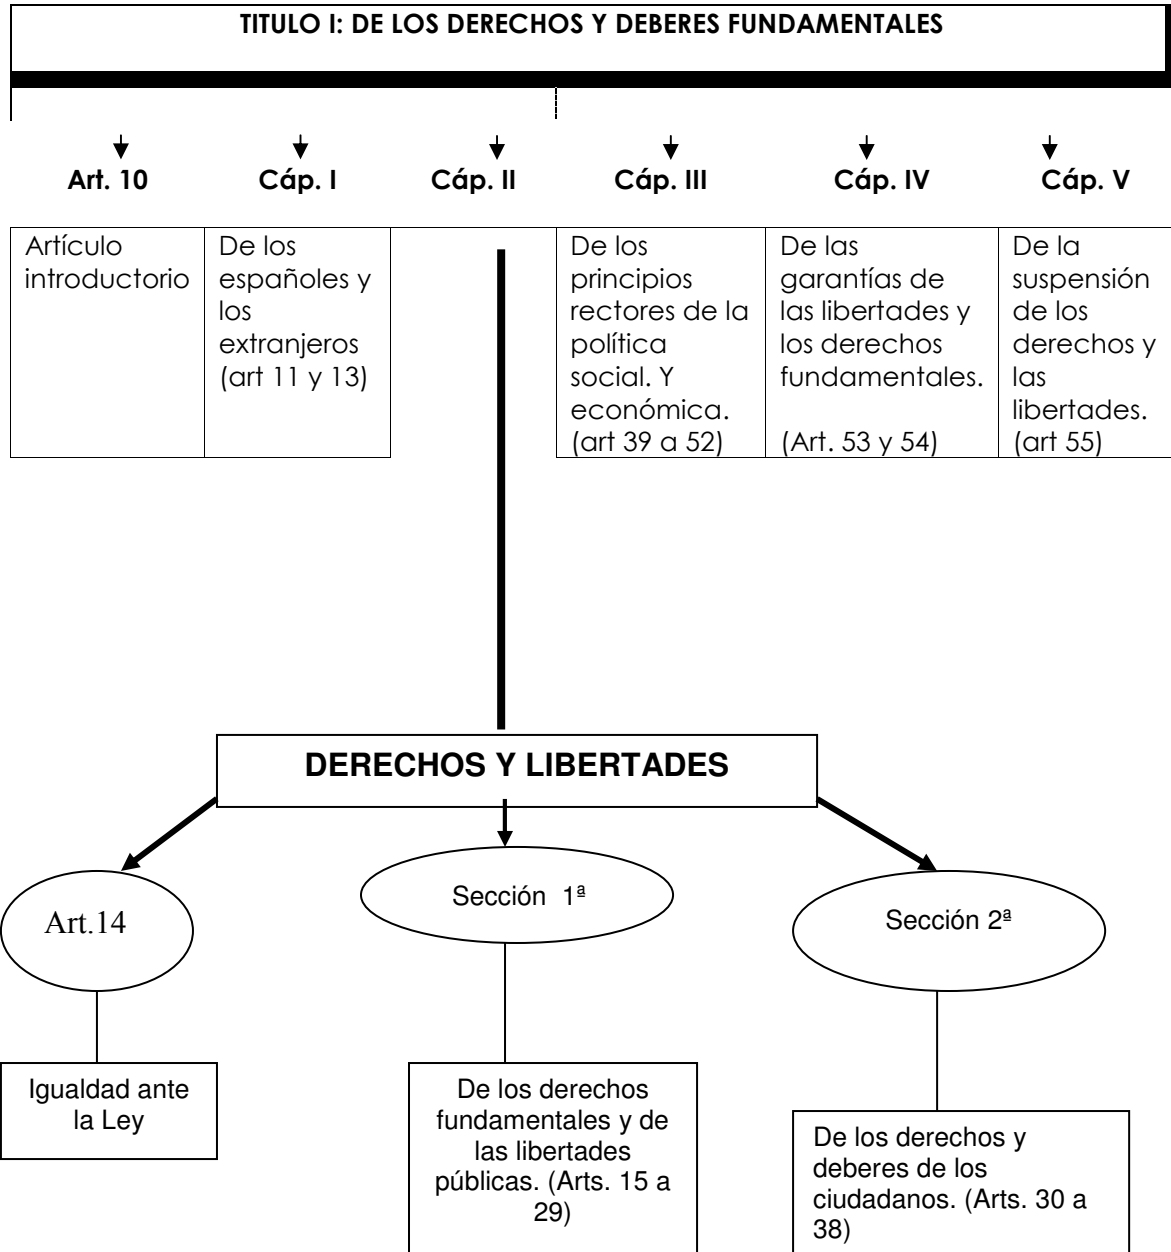 TITULO I: DE LOS DERECHOS Y DEBERES FUNDAMENTALES
Art. 10
Cáp. I
Cáp. II
Cáp. III
Cáp. IV
Cáp. V
Artículo
introductorio
De los
españoles y
los
extranjeros
(art 11 y 13)
De los
principios
rectores de la
política
social. Y
económica.
(art 39 a 52)
De las
garantías de
las libertades y
los derechos
fundamentales.
(Art. 53 y 54)
De la
suspensión
de los
derechos y
las
libertades.
(art 55)
DERECHOS Y LIBERTADES
Art.14
Sección 1ª
Sección 2ª
Igualdad ante
la Ley
De los derechos
fundamentales y de
las libertades
públicas. (Arts. 15 a
29)
De los derechos y
deberes de los
ciudadanos. (Arts. 30 a
38)